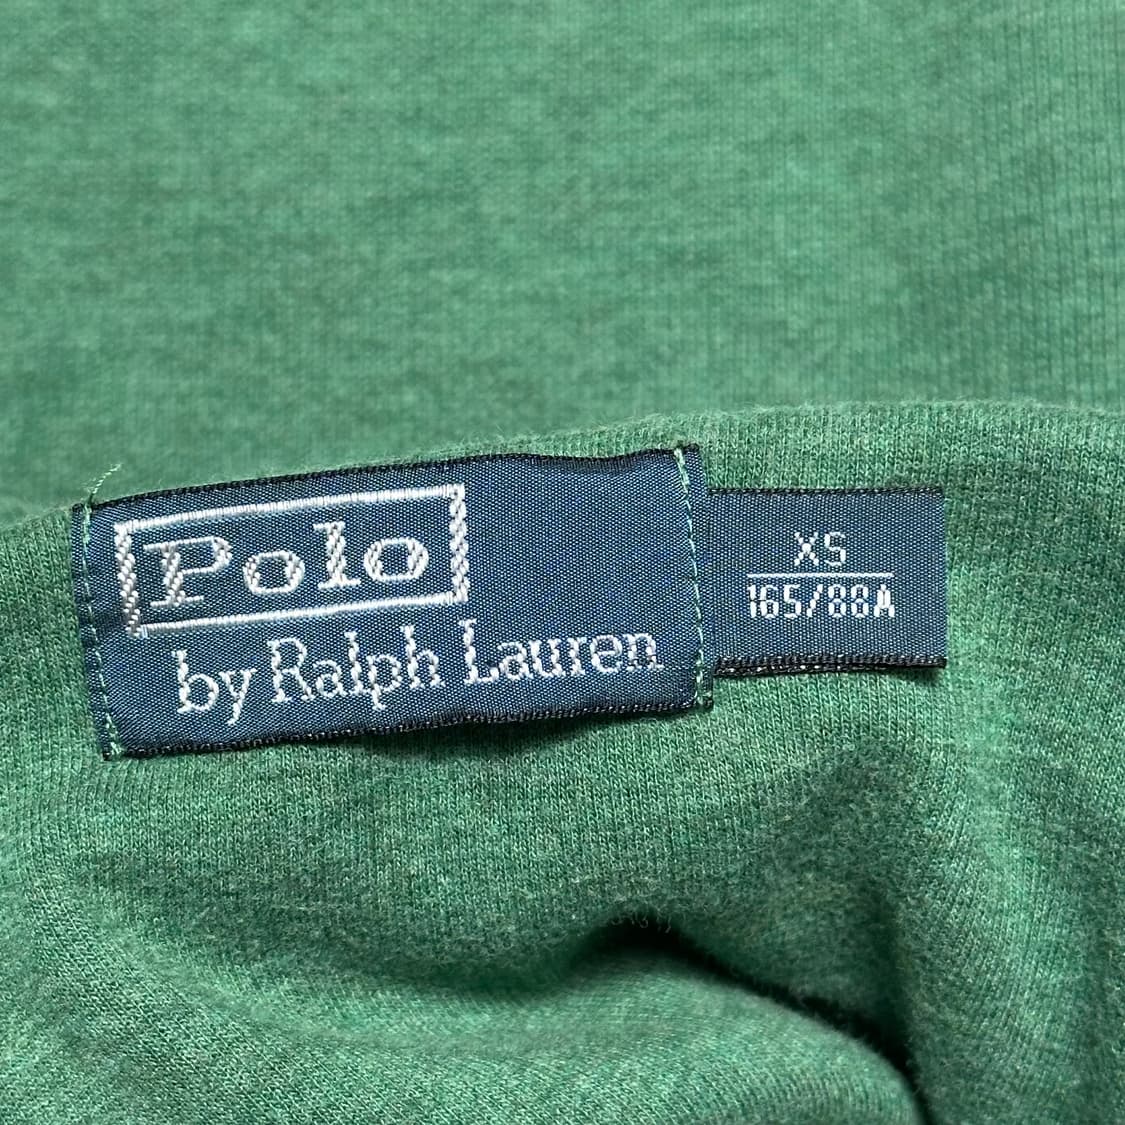 Polo
by Ralph Lauren
XS
165/88A